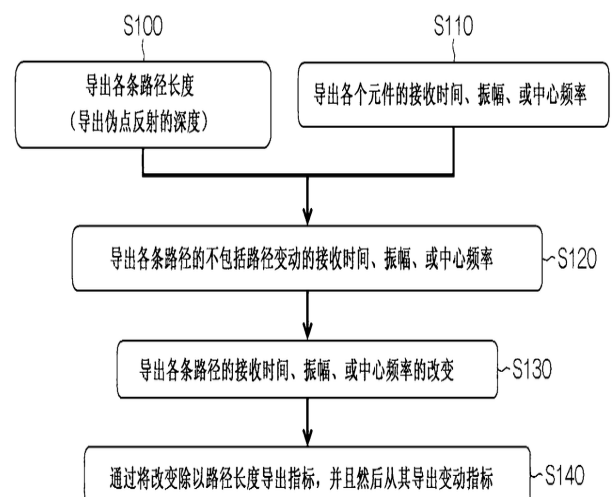 S100
S110
导出各条路径长度
(导出伪点反射的深度)
导出各个元件的接收时间、振幅、或中心频率
导出各条路径的不包括路径变动的接收时间、振幅、或中心频率
S120
导出各条路径的接收时间、振幅、或中心频率的改变
S130
通过将改变除以路径长度导出指标，并且然后从其导出变动指标
S140